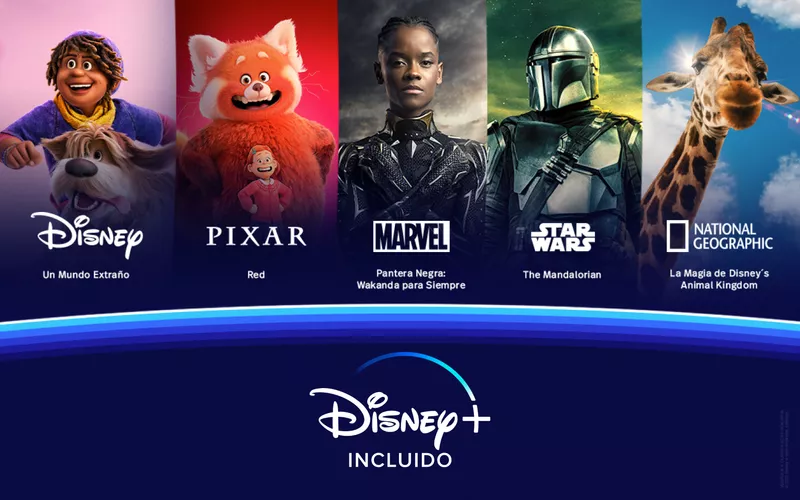 Disney
Un Mundo Extraño
PIXAR
Red
MARVEL
Pantera Negra:
Wakanda para Siempre
STAR
WARS
The Mandalorian
NATIONAL
GEOGRAPHIC
La Magia de Disney´s
Animal Kingdom
Disney+
INCLUIDO